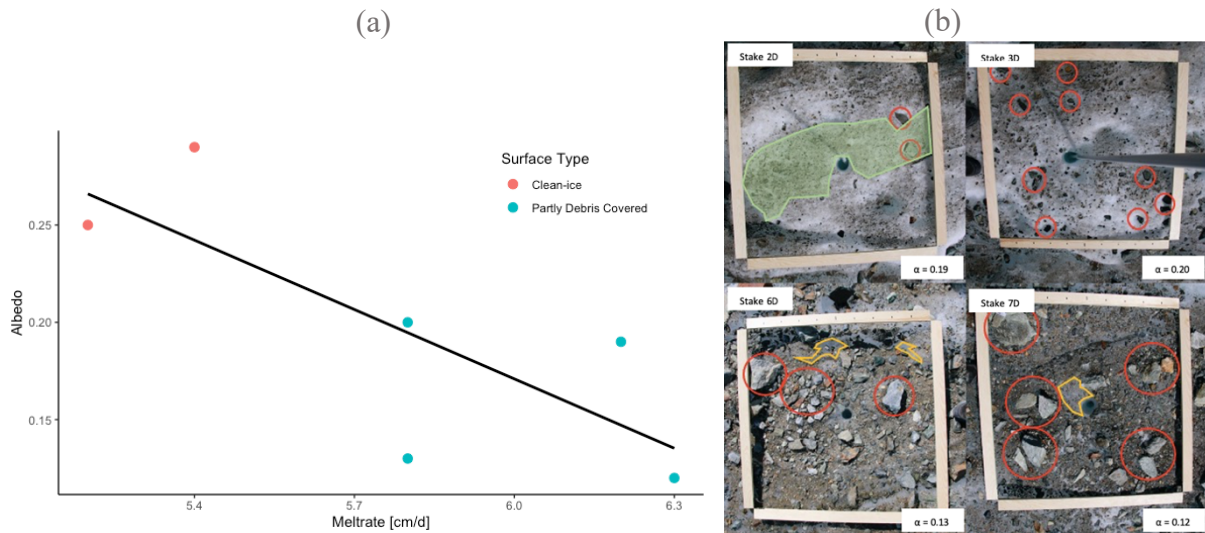 (a)
(b)
Surface Type
Clean-ice
Partly Debris Covered
0.25
0.20
0.15
Albedo
5.4
5.7
6.0
6.3
Meltrate [cm/d]
Stake 2D
α = 0.19
Stake 3D
α = 0.20
Stake 6D
α = 0.13
Stake 7D
α = 0.12